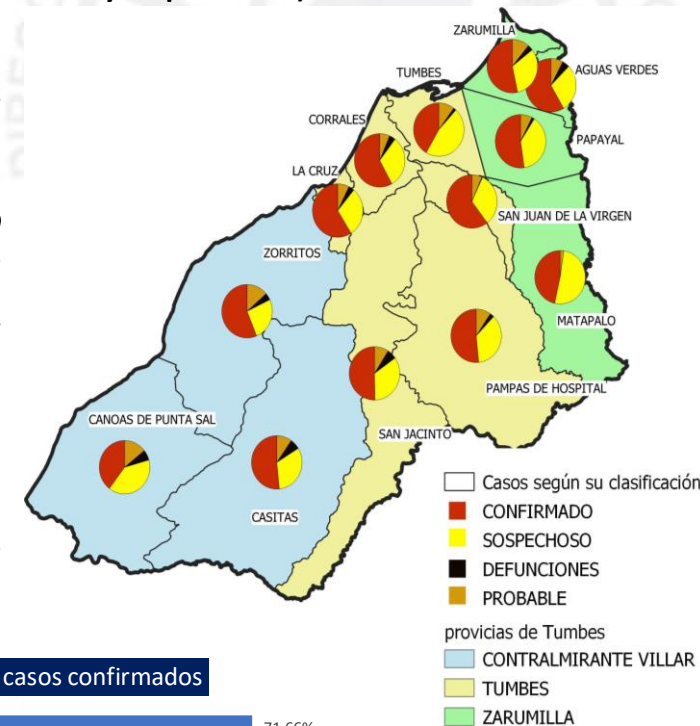 ZARUMILLA
AGUAS VERDES
TUMBES
CORRALES
PAPAYAL
LA CRUZ
SAN JUAN DE LA VIRGEN
ZORRITOS
MATAPALO
PAMPAS DE HOSPITAL
CANOAS DE PUNTA SAL
SAN JACINTO
CASITAS
Casos según su clasificación
CONFIRMADO
SOSPECHOSO
DEFUNCIONES
PROBABLE
provicias de Tumbes
CONTRALMIRANTE VILLAR
TUMBES
ZARUMILLA
casos confirmados